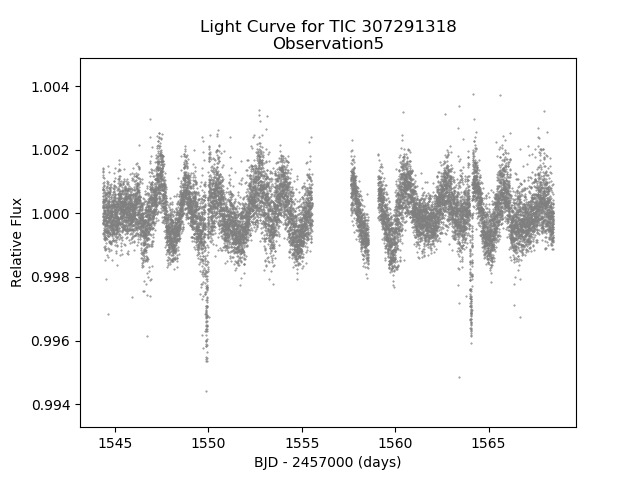 Light Curve for TIC 307291318
Observation5
1.004
1.002
1.000
0.998
0.996
0.994
Relative Flux
1545
1550
1555
1560
1565
BJD - 2457000 (days)